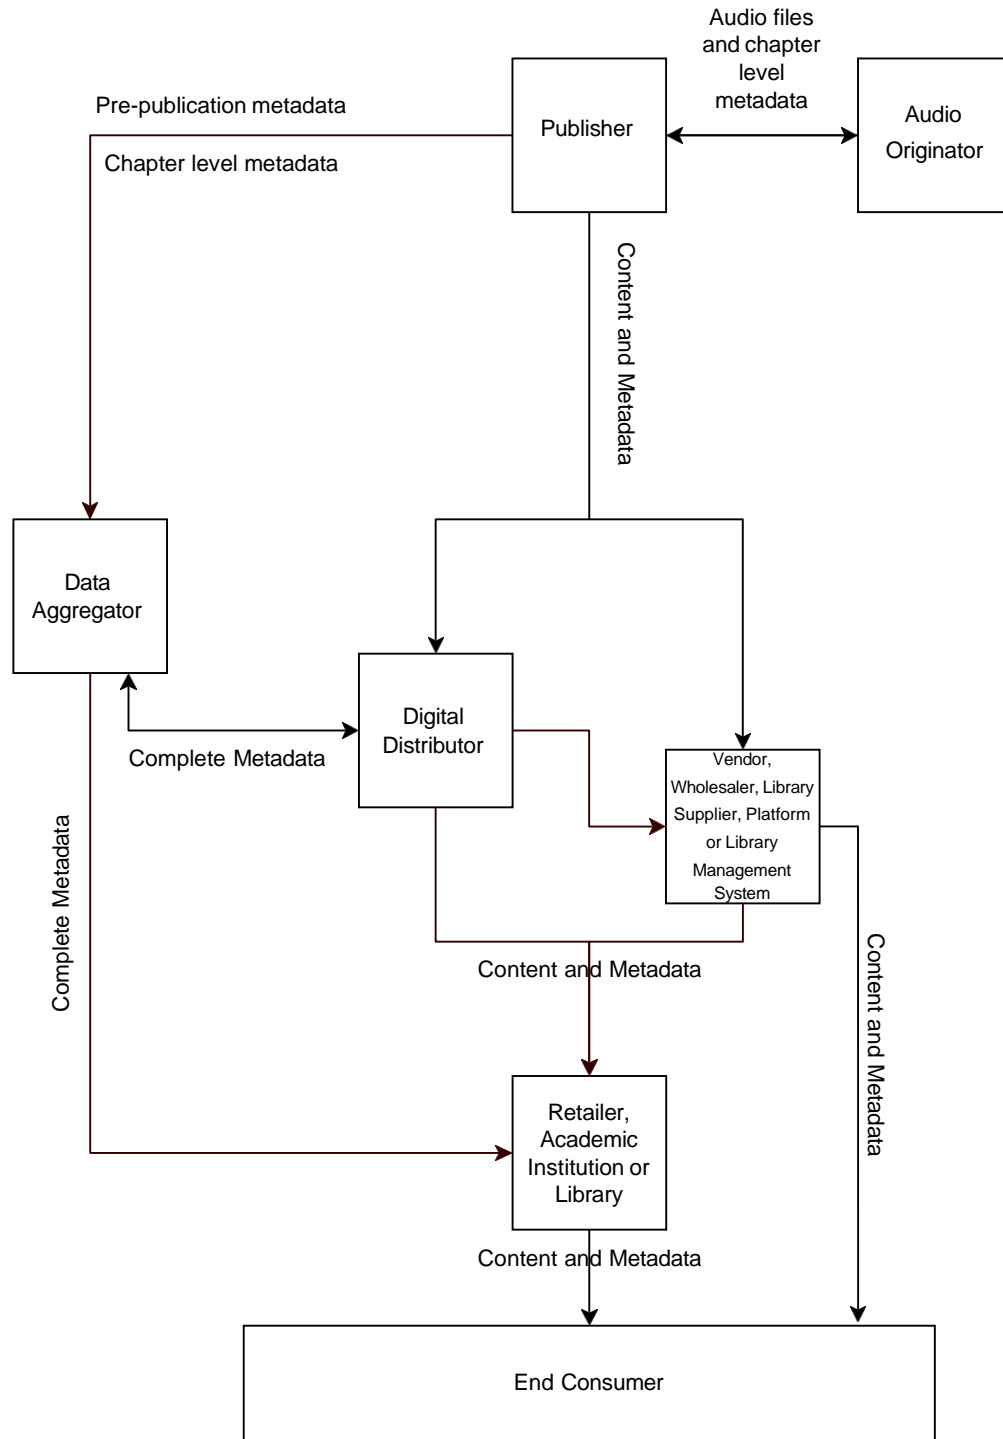 Audio files
and chapter
level
metadata
Pre-publication metadata
Publisher
Audio
Originator
Chapter level metadata
Content and Metadata
Data
Aggregator
Digital
Distributor
Complete Metadata
Vendor,
Wholesaler, Library
Supplier, Platform
or Library
Management
System
Complete Metadata
Content and Metadata
Content and Metadata
Retailer,
Academic
Institution or
Library
Content and Metadata
End Consumer